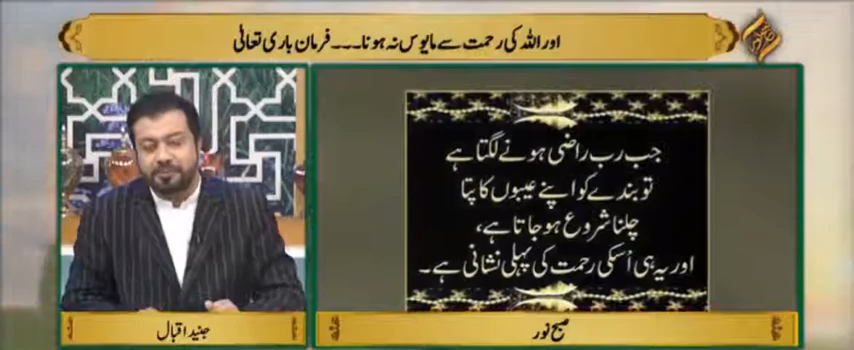 اور اللہ کی رحمت سے مایوس نہ ہونا۔۔۔ فرمان باری تعالیٰ
جب رب راضی ہونے لگتا ہے
تو بندے کو اپنے عیبوں کا پتا
چلنا شروع ہو جاتا ہے،
اور یہ ہی اُسکی رحمت کی پہلی نشانی ہے۔
جنید اقبال
صبح نور